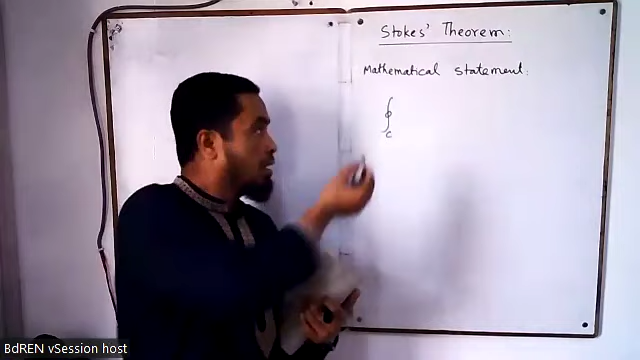 Stokes' Theorem:
Mathematical statement:
∮
c
BdREN vSession host